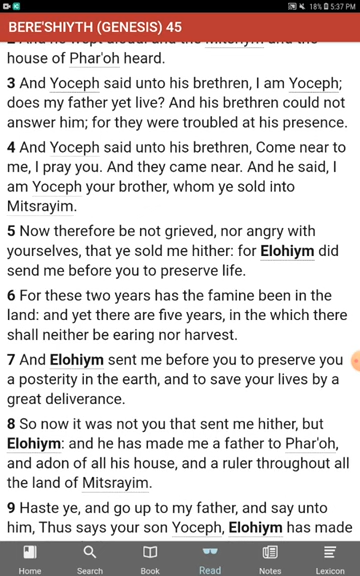 18% 5:37 PM
BERE'SHIYTH (GENESIS) 45
house of Phar'oh heard.
3 And Yoceph said unto his brethren, I am Yoceph;
does my father yet live? And his brethren could not
answer him; for they were troubled at his presence.
4 And Yoceph said unto his brethren, Come near to
me, I pray you. And they came near. And he said, I
am Yoceph your brother, whom ye sold into
Mitsrayim.
5 Now therefore be not grieved, nor angry with
yourselves, that ye sold me hither: for Elohiym did
send me before you to preserve life.
6 For these two years has the famine been in the
land: and yet there are five years, in the which there
shall neither be earing nor harvest.
7 And Elohiym sent me before you to preserve you
a posterity in the earth, and to save your lives by a
great deliverance.
8 So now it was not you that sent me hither, but
Elohiym: and he has made me a father to Phar'oh,
and adon of all his house, and a ruler throughout all
the land of Mitsrayim.
9 Haste ye, and go up to my father, and say unto
him, Thus says your son Yoceph, Elohiym has made
Home Search Book Read Notes Lexicon